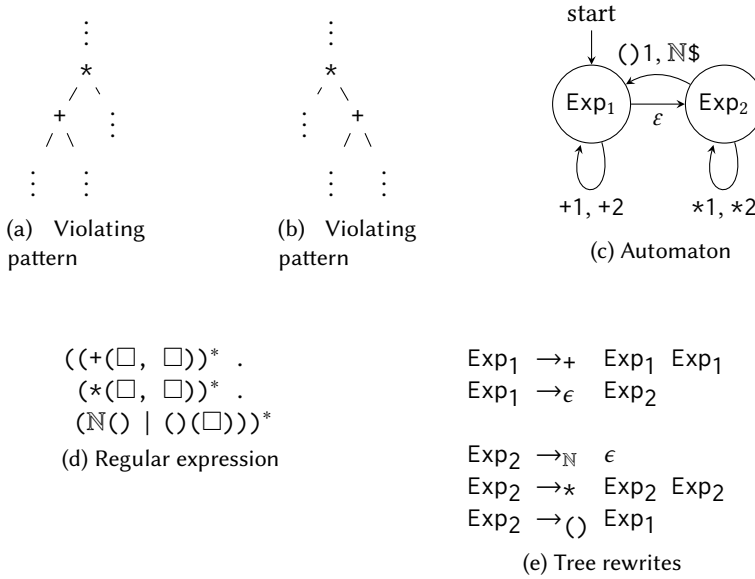 ⋮
*
+ ⋮
⋮ ⋮
(a) Violating
pattern
⋮
*
⋮ +
⋮ ⋮
(b) Violating
pattern
start
()1, ℕ$
Exp₁
Exp₂
ε
+1, +2
*1, *2
(c) Automaton
((+(□, □))* .
(*(□, □))* .
(ℕ() | ()(□)))*
(d) Regular expression
Exp₁ →₊ Exp₁ Exp₁
Exp₁ →ϵ Exp₂
Exp₂ →ℕ ϵ
Exp₂ →* Exp₂ Exp₂
Exp₂ →() Exp₁
(e) Tree rewrites